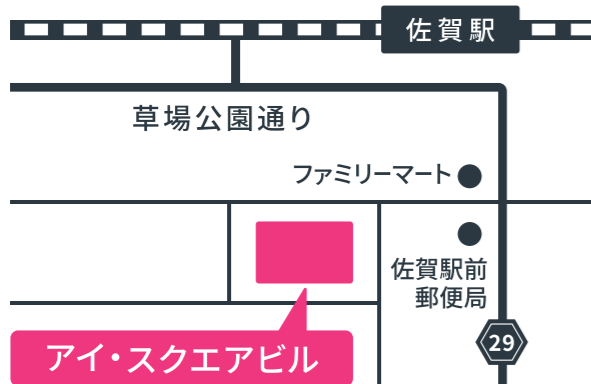 佐賀駅
草場公園通り
ファミリーマート
佐賀駅前
郵便局
29
アイ・スクエアビル